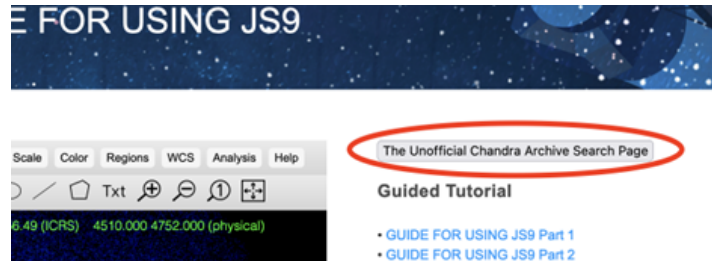 E FOR USING JS9
Scale Color Regions WCS Analysis Help
Txt
6.49 (ICRS) 4510.000 4752.000 (physical)
The Unofficial Chandra Archive Search Page
Guided Tutorial
• GUIDE FOR USING JS9 Part 1
• GUIDE FOR USING JS9 Part 2